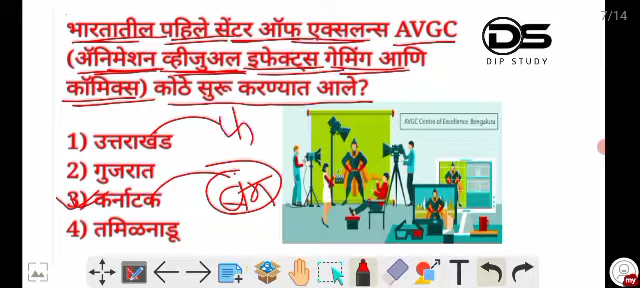 7/14
भारतातील पहिले सेंटर ऑफ एक्सलन्स AVGC
(ॲनिमेशन व्हीजुअल इफेक्ट्स गेमिंग आणि
कॉमिक्स) कोठे सुरू करण्यात आले?
DS
DIP STUDY
AVGC Centre of Excellence Bengaluru
1) उत्तराखंड
2) गुजरात
3) कर्नाटक
4) तमिळनाडू
T
my